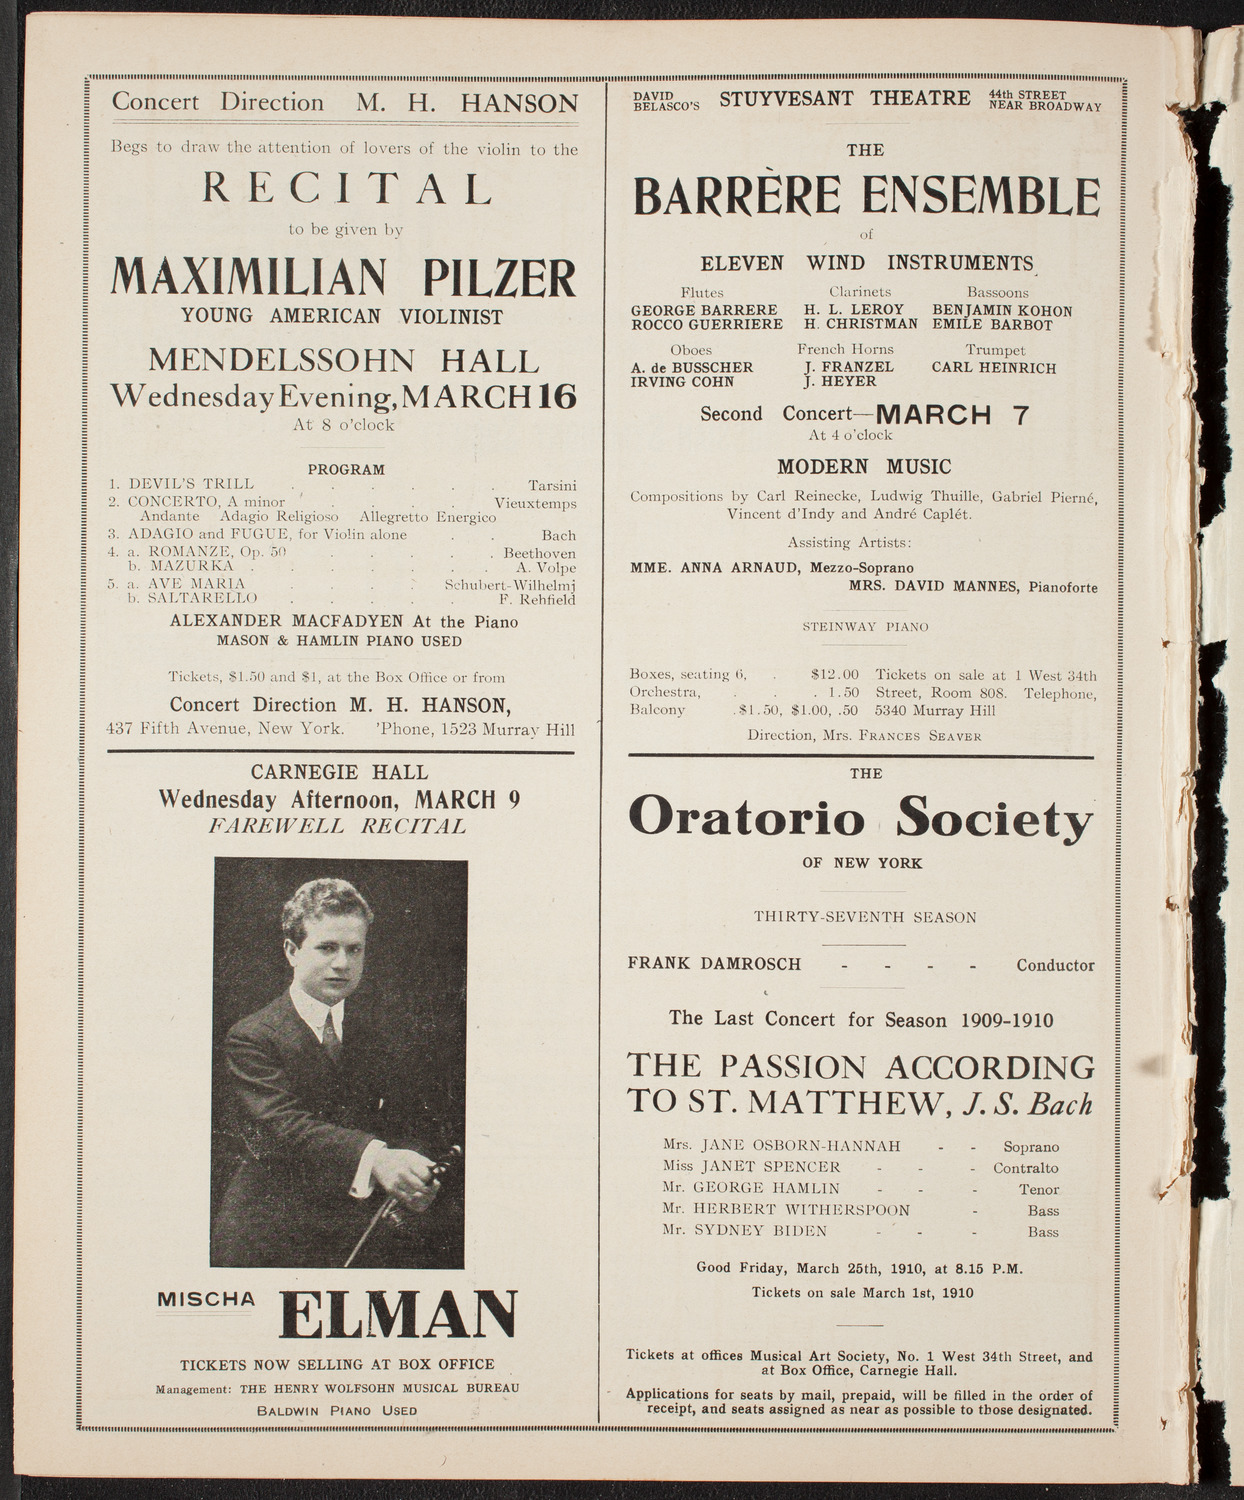 Concert Direction M. H. HANSON
Begs to draw the attention of lovers of the violin to the
RECITAL
to be given by
MAXIMILIAN PILZER
YOUNG AMERICAN VIOLINIST
MENDELSSOHN HALL
Wednesday Evening, MARCH 16
At 8 o'clock
PROGRAM
1. DEVIL'S TRILL . . . . . Tarsini
2. CONCERTO, A minor . . . . Vieuxtemps
Andante Adagio Religioso Allegretto Energico
3. ADAGIO and FUGUE, for Violin alone . . Bach
4. a. ROMANZE, Op. 50 . . . . . Beethoven
b. MAZURKA . . . . . . . A. Volpe
5. a. AVE MARIA . . . . Schubert-Wilhelmj
b. SALTARELLO . . . . . F. Rehfield
ALEXANDER MACFADYEN At the Piano
MASON & HAMLIN PIANO USED
Tickets, $1.50 and $1, at the Box Office or from
Concert Direction M. H. HANSON,
437 Fifth Avenue, New York. 'Phone, 1523 Murray Hill
CARNEGIE HALL
Wednesday Afternoon, MARCH 9
FAREWELL RECITAL
MISCHA ELMAN
TICKETS NOW SELLING AT BOX OFFICE
Management: THE HENRY WOLFSOHN MUSICAL BUREAU
BALDWIN PIANO USED
DAVID BELASCO'S STUYVESANT THEATRE 44th STREET NEAR BROADWAY
THE
BARRÈRE ENSEMBLE
of
ELEVEN WIND INSTRUMENTS
Flutes Clarinets Bassoons
GEORGE BARRERE H. L. LEROY BENJAMIN KOHON
ROCCO GUERRIERE H. CHRISTMAN EMILE BARBOT
Oboes French Horns Trumpet
A. de BUSSCHER J. FRANZEL CARL HEINRICH
IRVING COHN J. HEYER
Second Concert—MARCH 7
At 4 o'clock
MODERN MUSIC
Compositions by Carl Reinecke, Ludwig Thuille, Gabriel Pierné,
Vincent d'Indy and André Caplét.
Assisting Artists:
MME. ANNA ARNAUD, Mezzo-Soprano
MRS. DAVID MANNES, Pianoforte
STEINWAY PIANO
Boxes, seating 6, . $12.00 Tickets on sale at 1 West 34th
Orchestra, . . . 1.50 Street, Room 808. Telephone,
Balcony .$1.50, $1.00, .50 5340 Murray Hill
Direction, Mrs. FRANCES SEAVER
THE
Oratorio Society
OF NEW YORK
THIRTY-SEVENTH SEASON
FRANK DAMROSCH - - - - Conductor
The Last Concert for Season 1909-1910
THE PASSION ACCORDING
TO ST. MATTHEW, J. S. Bach
Mrs. JANE OSBORN-HANNAH - - Soprano
Miss JANET SPENCER - - - Contralto
Mr. GEORGE HAMLIN - - - Tenor
Mr. HERBERT WITHERSPOON - Bass
Mr. SYDNEY BIDEN - - - Bass
Good Friday, March 25th, 1910, at 8.15 P.M.
Tickets on sale March 1st, 1910
Tickets at offices Musical Art Society, No. 1 West 34th Street, and
at Box Office, Carnegie Hall.
Applications for seats by mail, prepaid, will be filled in the order of
receipt, and seats assigned as near as possible to those designated.